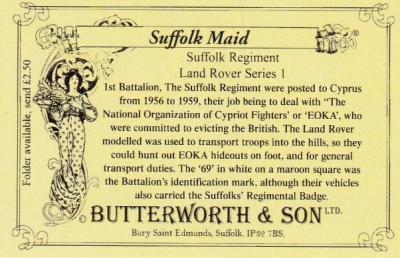 Suffolk Maid
Suffolk Regiment
Land Rover Series 1
1st Battalion, The Suffolk Regiment were posted to Cyprus
from 1956 to 1959, their job being to deal with "The
National Organization of Cypriot Fighters' or 'EOKA', who
were committed to evicting the British. The Land Rover
modelled was used to transport troops into the hills, so they
could hunt out EOKA hideouts on foot, and for general
transport duties. The '69' in white on a maroon square was
the Battalion's identification mark, although their vehicles
also carried the Suffolks' Regimental Badge.
Folder available, send £2.50
© BUTTERWORTH & SON LTD.
Bury Saint Edmunds, Suffolk. IP32 7BS.